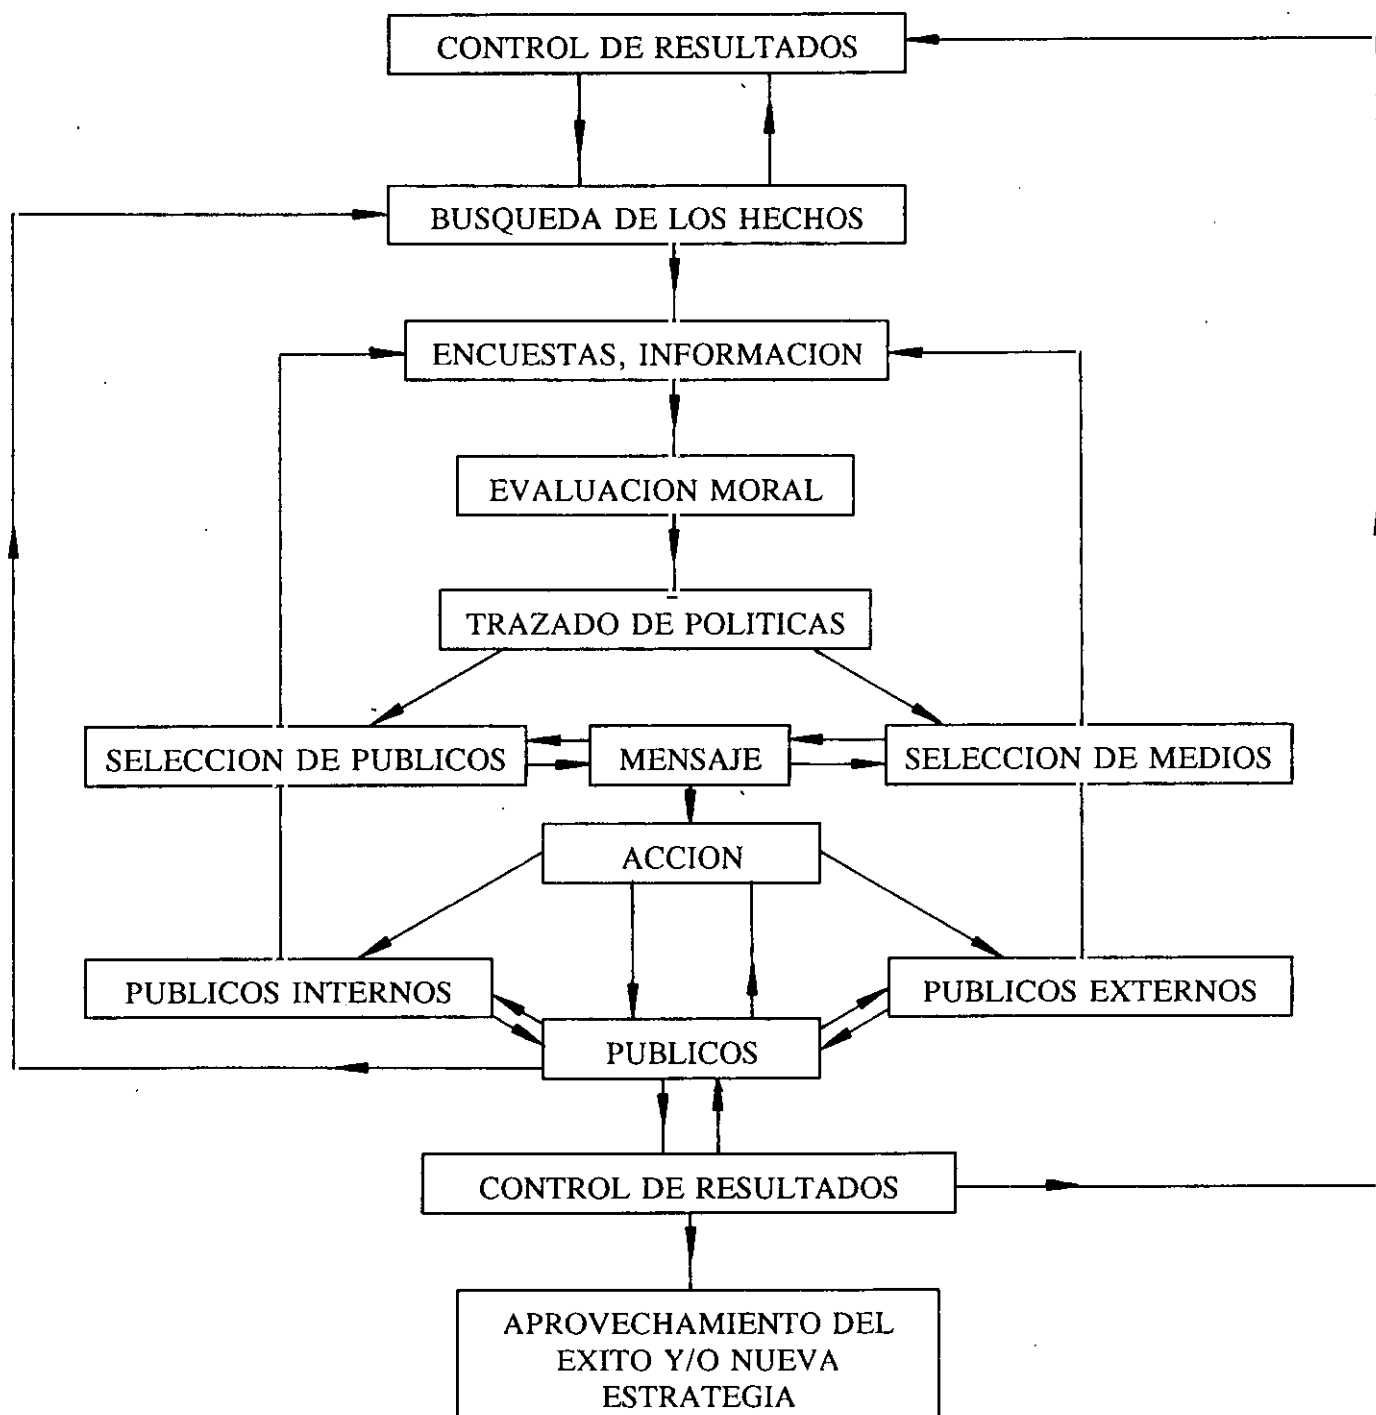 CONTROL DE RESULTADOS
BUSQUEDA DE LOS HECHOS
ENCUESTAS, INFORMACION
EVALUACION MORAL
TRAZADO DE POLITICAS
SELECCION DE PUBLICOS
MENSAJE
SELECCION DE MEDIOS
ACCION
PUBLICOS INTERNOS
PUBLICOS EXTERNOS
PUBLICOS
CONTROL DE RESULTADOS
APROVECHAMIENTO DEL
EXITO Y/O NUEVA
ESTRATEGIA